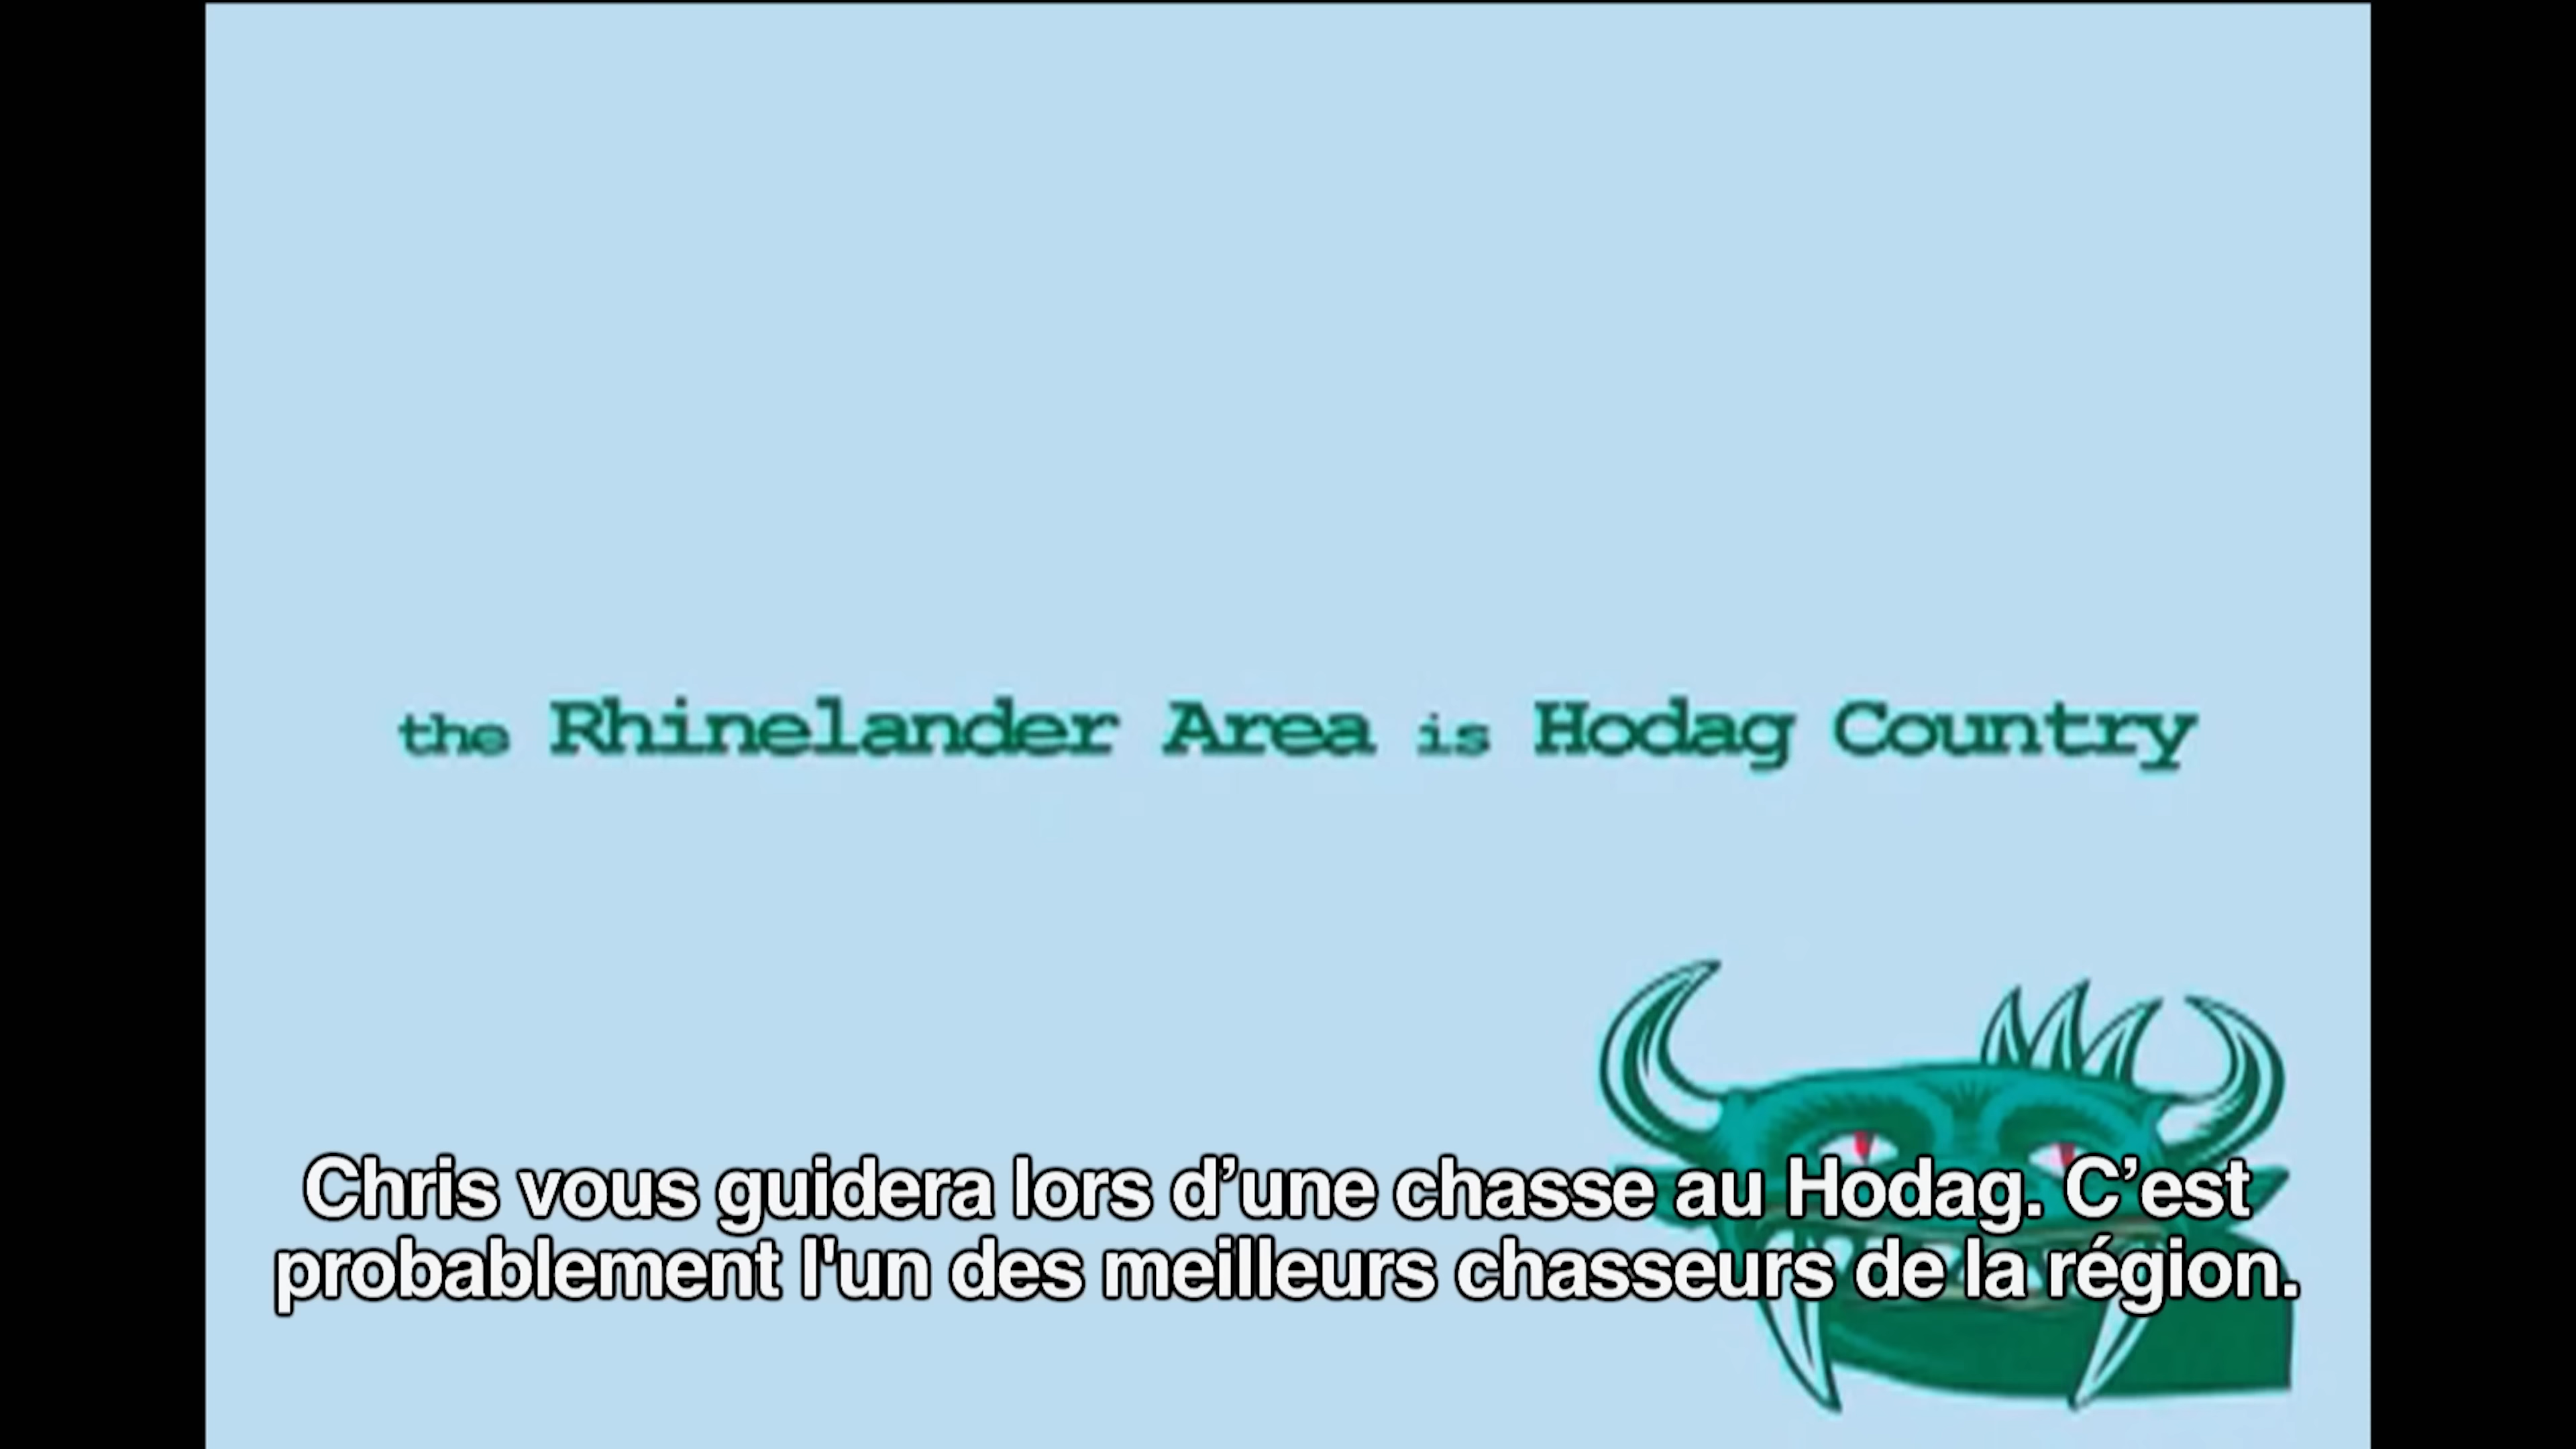 the Rhinelander Area is Hodag Country
Chris vous guidera lors d’une chasse au Hodag. C’est
probablement l'un des meilleurs chasseurs de la région.